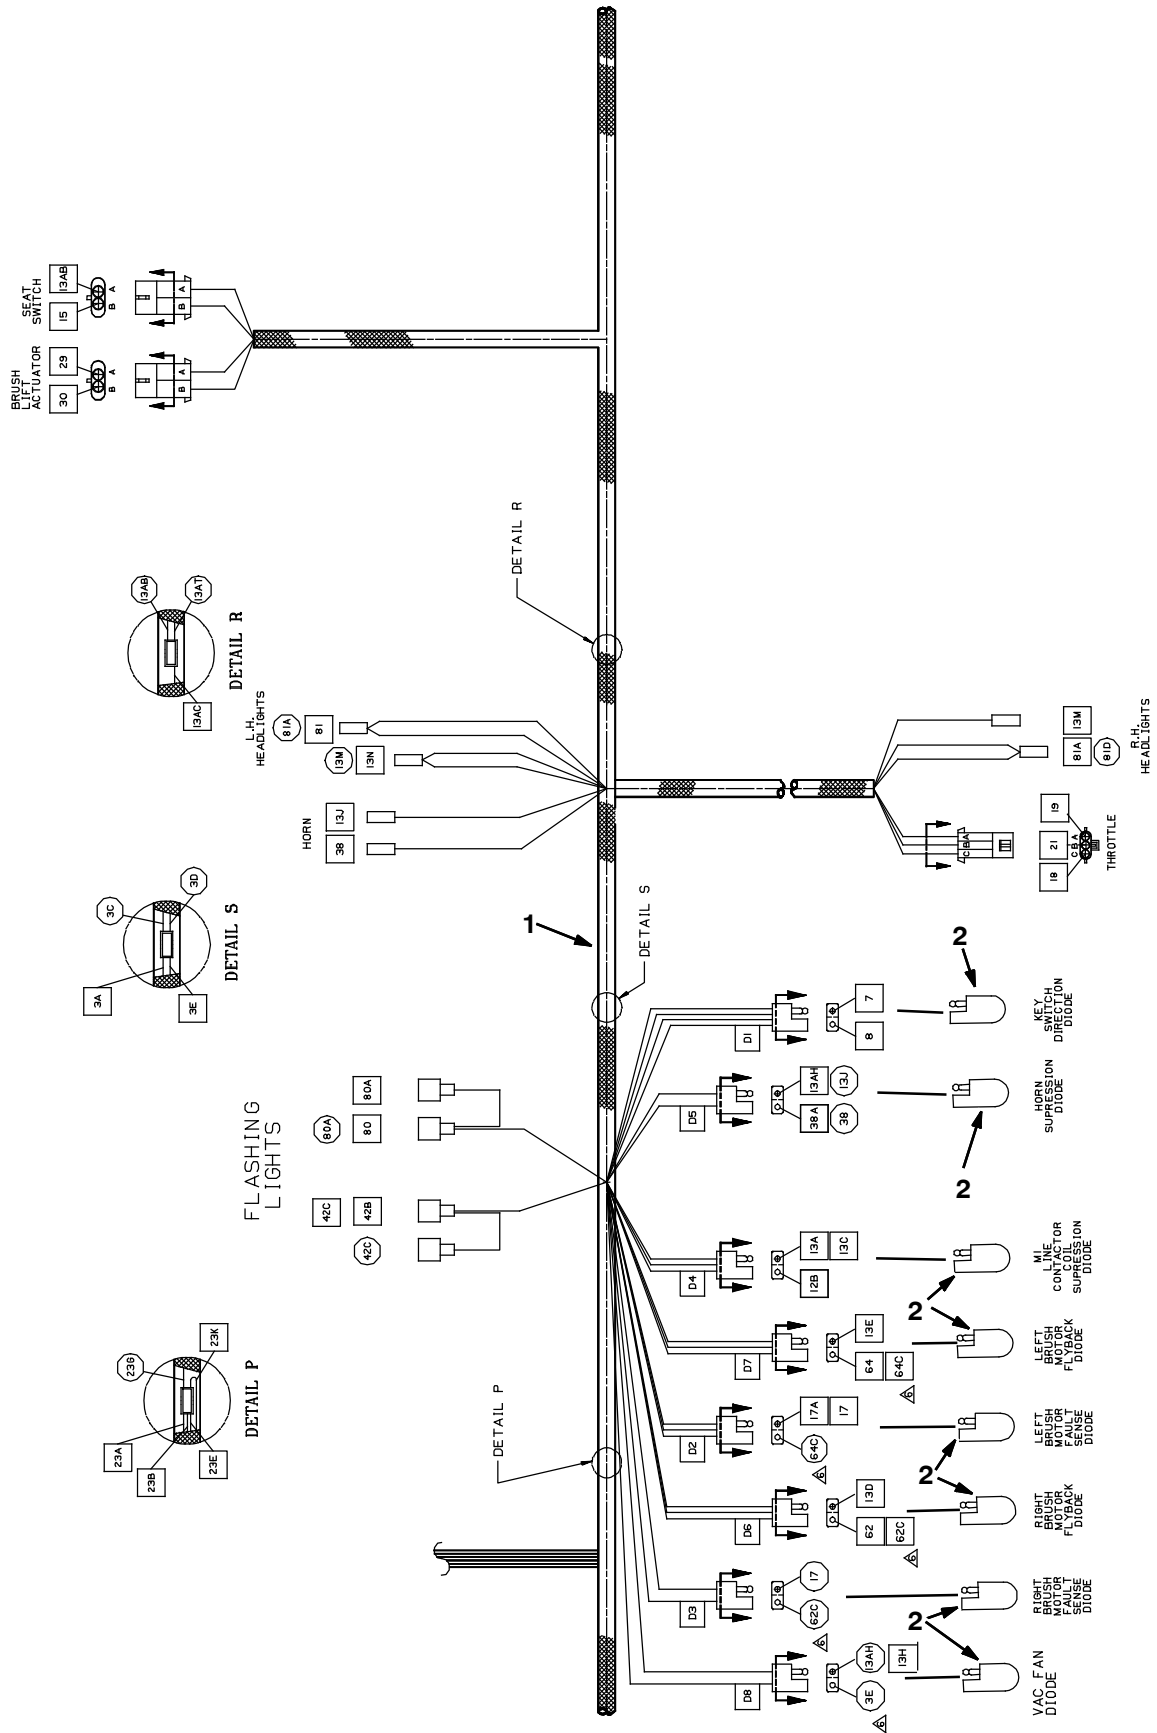 BRUSH
LIFT
ACTUATOR
30
29
B
A
B
A
SEAT
SWITCH
15
13AB
B
A
B
A
13AB
13AT
13AC
DETAIL R
DETAIL R
L.H.
HEADLIGHTS
81A
81
13M
13N
HORN
13J
38
3C
3D
3A
3E
DETAIL S
1
DETAIL S
FLASHING
LIGHTS
80A
80A
80
42C
42B
42C
23G
23K
23A
23B
23E
DETAIL P
DETAIL P
13M
81A
81D
R.H.
HEADLIGHTS
C B A
19
21
C B A
18
THROTTLE
D1
7
8
2
KEY
SWITCH
DIRECTION
DIODE
D5
13AH
13J
38A
38
2
HORN
SUPRESSION
DIODE
D4
13A
13C
12B
2
M1
LINE
CONTACTOR
COIL
SUPRESSION
DIODE
D7
13E
64
64C
6
LEFT
BRUSH
MOTOR
FLYBACK
DIODE
D2
17A
17
64C
6
2
LEFT
BRUSH
MOTOR
FAULT
SENSE
DIODE
D6
13D
62
62C
6
RIGHT
BRUSH
MOTOR
FLYBACK
DIODE
D3
17
62C
6
2
RIGHT
BRUSH
MOTOR
FAULT
SENSE
DIODE
D8
13AH
13H
3E
6
VAC FAN
DIODE